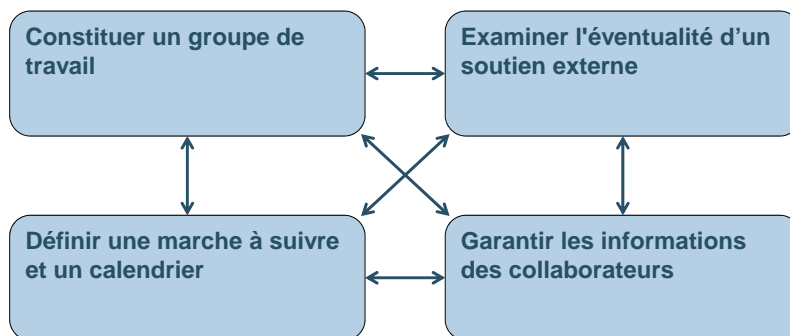 Constituer un groupe de
travail
Examiner l'éventualité d’un
soutien externe
Définir une marche à suivre
et un calendrier
Garantir les informations
des collaborateurs